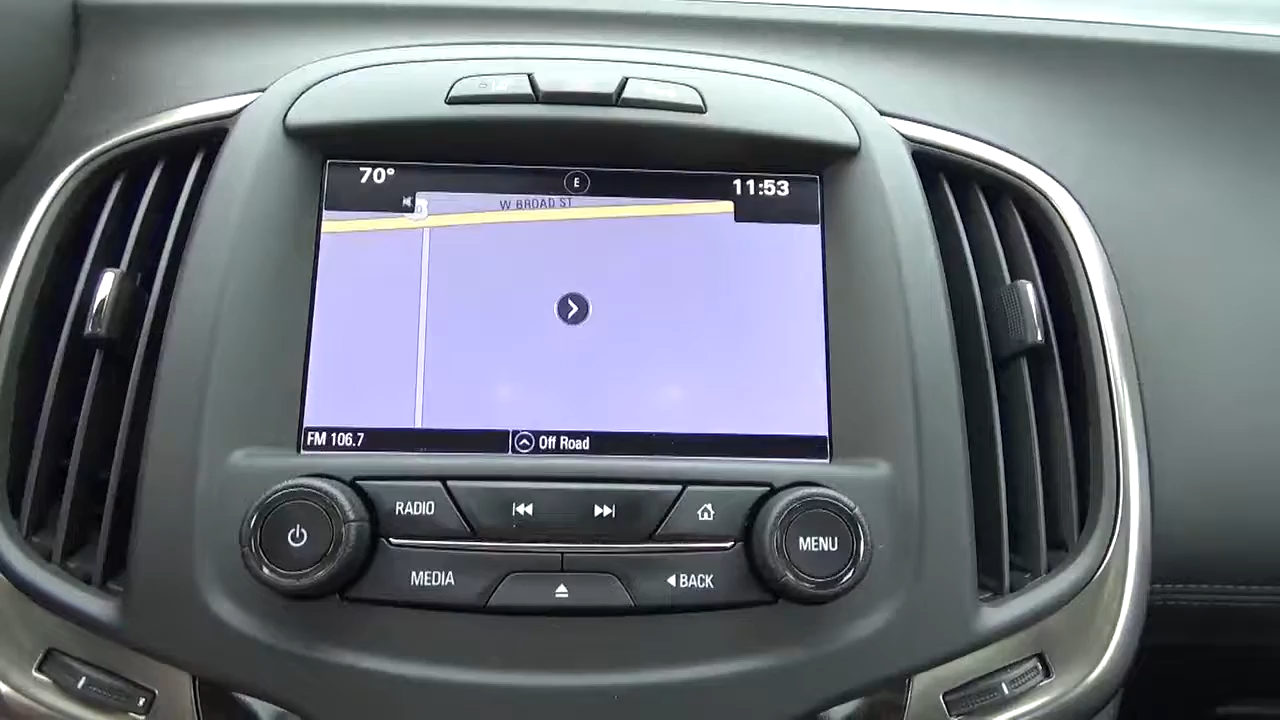 70°
E
11:53
W BROAD ST
FM 106.7
Off Road
RADIO
MENU
MEDIA
BACK